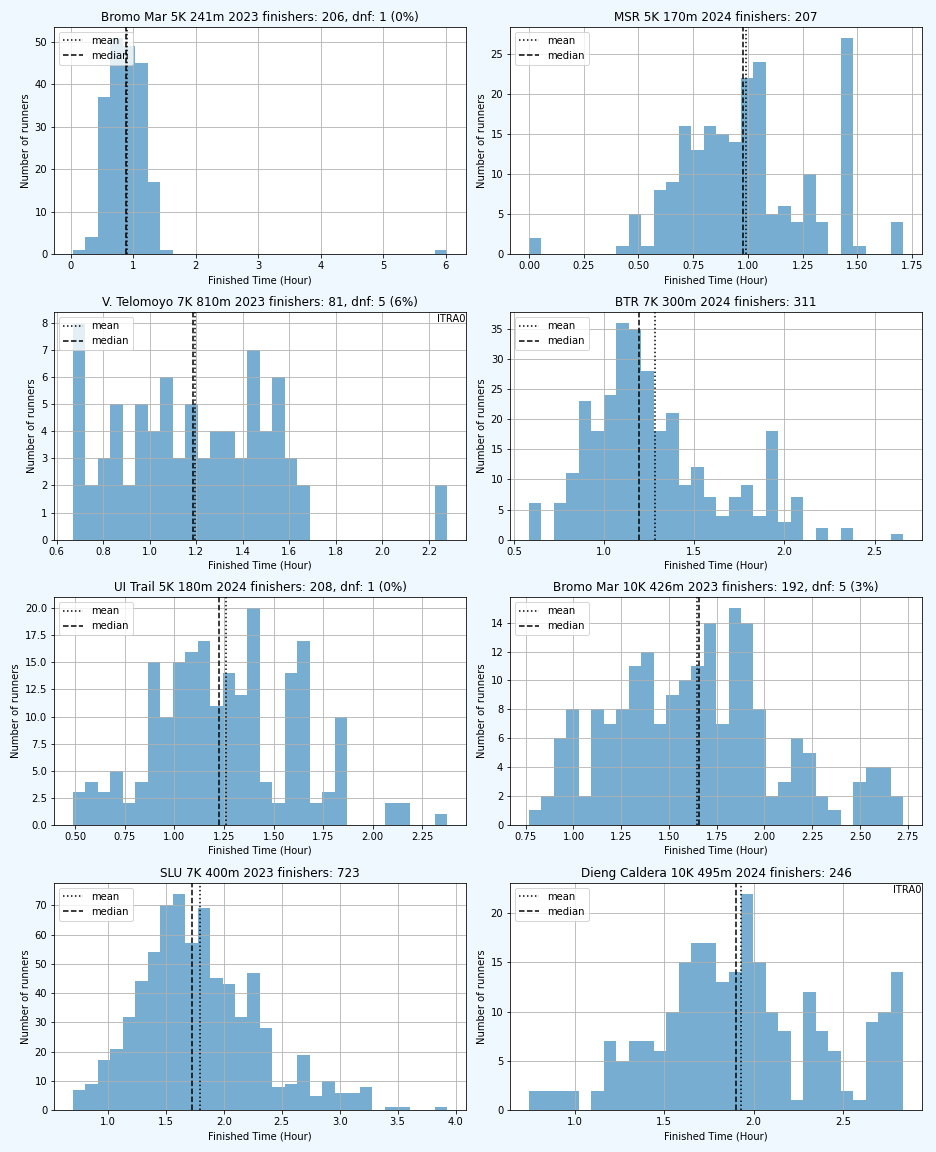 Bromo Mar 5K 241m 2023 finishers: 206, dnf: 1 (0%)
mean
median
Number of runners
50
40
30
20
10
0
0 1 2 3 4 5 6
Finished Time (Hour)
MSR 5K 170m 2024 finishers: 207
mean
median
Number of runners
25
20
15
10
5
0
0.00 0.25 0.50 0.75 1.00 1.25 1.50 1.75
Finished Time (Hour)
V. Telomoyo 7K 810m 2023 finishers: 81, dnf: 5 (6%)
ITRA0
mean
median
Number of runners
8
7
6
5
4
3
2
1
0
0.6 0.8 1.0 1.2 1.4 1.6 1.8 2.0 2.2
Finished Time (Hour)
BTR 7K 300m 2024 finishers: 311
mean
median
Number of runners
35
30
25
20
15
10
5
0
0.5 1.0 1.5 2.0 2.5
Finished Time (Hour)
UI Trail 5K 180m 2024 finishers: 208, dnf: 1 (0%)
mean
median
Number of runners
20.0
17.5
15.0
12.5
10.0
7.5
5.0
2.5
0.0
0.50 0.75 1.00 1.25 1.50 1.75 2.00 2.25
Finished Time (Hour)
Bromo Mar 10K 426m 2023 finishers: 192, dnf: 5 (3%)
mean
median
Number of runners
14
12
10
8
6
4
2
0
0.75 1.00 1.25 1.50 1.75 2.00 2.25 2.50 2.75
Finished Time (Hour)
SLU 7K 400m 2023 finishers: 723
mean
median
Number of runners
70
60
50
40
30
20
10
0
1.0 1.5 2.0 2.5 3.0 3.5 4.0
Finished Time (Hour)
Dieng Caldera 10K 495m 2024 finishers: 246
ITRA0
mean
median
Number of runners
20
15
10
5
0
1.0 1.5 2.0 2.5
Finished Time (Hour)